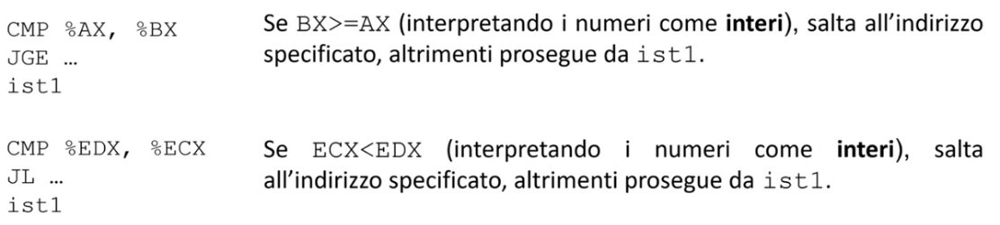 CMP %AX, %BX
JGE …
ist1
Se BX>=AX (interpretando i numeri come interi), salta all’indirizzo
specificato, altrimenti prosegue da ist1.
CMP %EDX, %ECX
JL …
ist1
Se ECX<EDX (interpretando i numeri come interi), salta
all’indirizzo specificato, altrimenti prosegue da ist1.